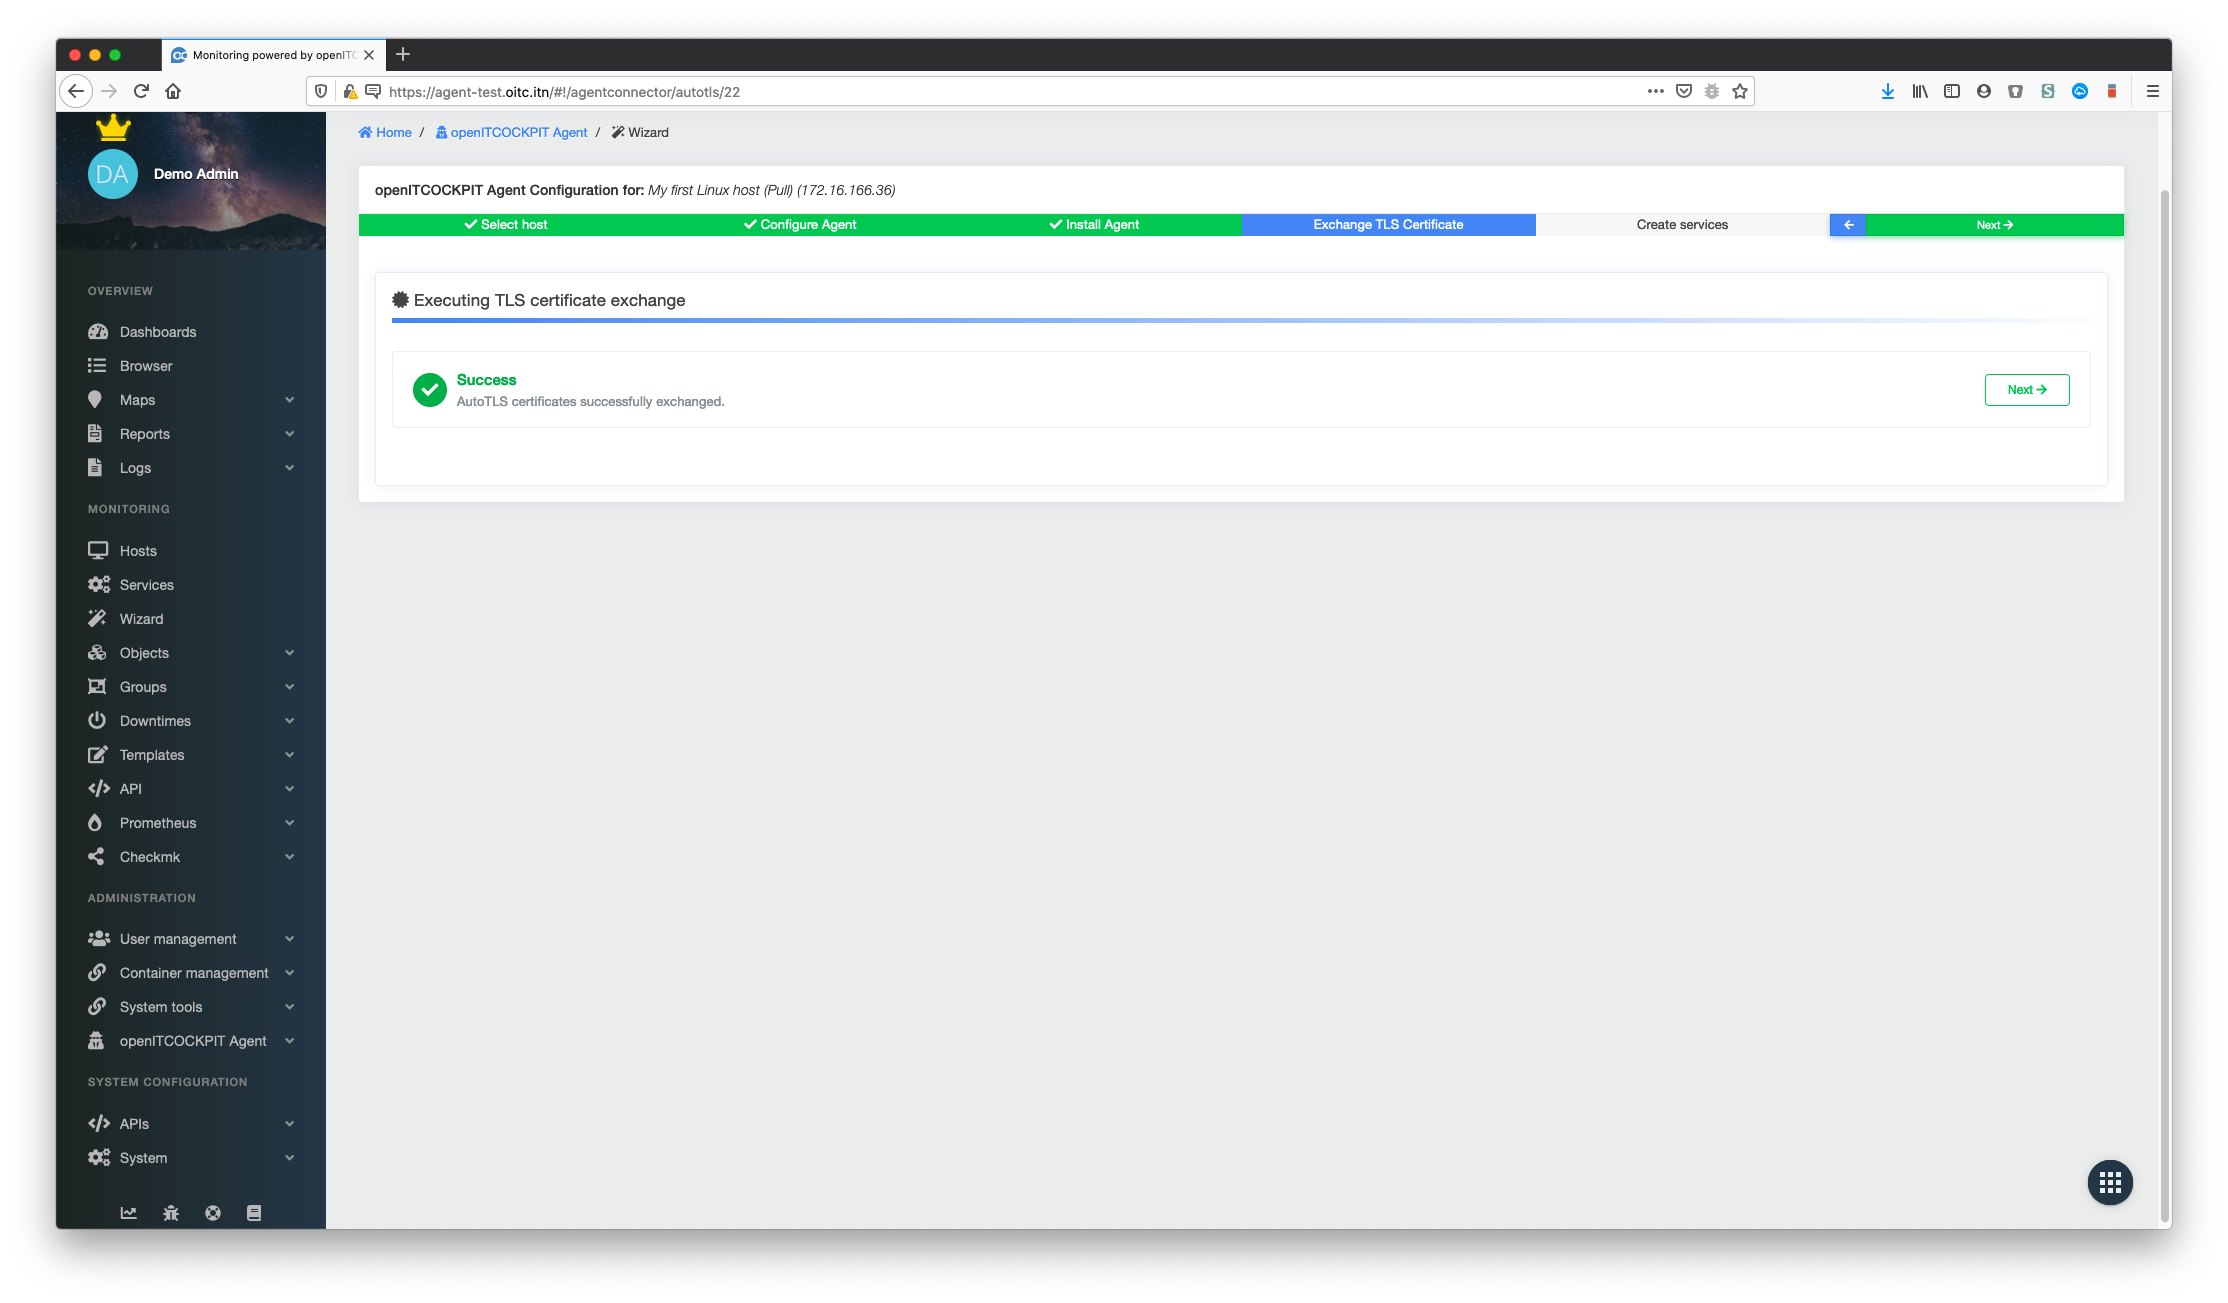 Monitoring powered by openITC
https://agent-test.oitc.itn/#!/agentconnector/autotls/22
DA
Demo Admin
OVERVIEW
Dashboards
Browser
Maps
Reports
Logs
MONITORING
Hosts
Services
Wizard
Objects
Groups
Downtimes
Templates
API
Prometheus
Checkmk
ADMINISTRATION
User management
Container management
System tools
openITCOCKPIT Agent
SYSTEM CONFIGURATION
APIs
System
Home / openITCOCKPIT Agent / Wizard
openITCOCKPIT Agent Configuration for: My first Linux host (Pull) (172.16.166.36)
Select host Configure Agent Install Agent Exchange TLS Certificate Create services Next
Executing TLS certificate exchange
Success
AutoTLS certificates successfully exchanged.
Next